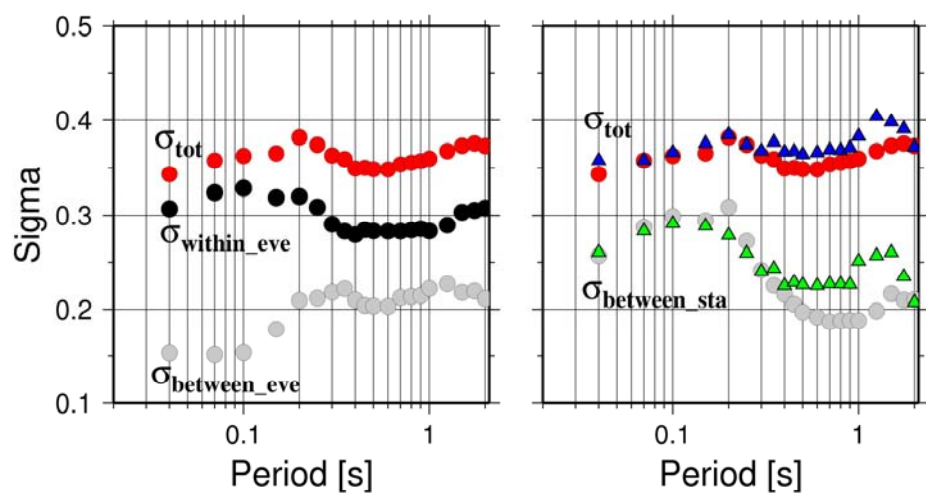 0.5
0.4
0.3
0.2
0.1
Sigma
σtot
σwithin_eve
σbetween_eve
0.1 1
Period [s]
σtot
σbetween_sta
0.1 1
Period [s]